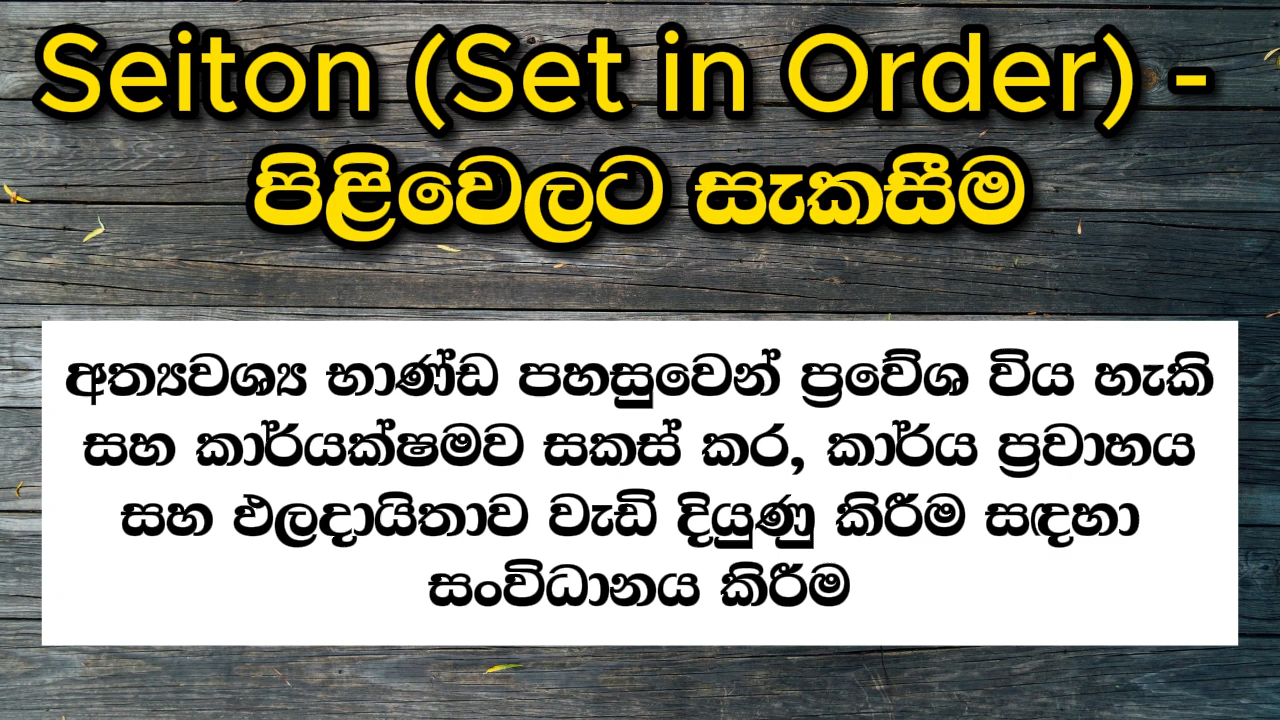 Seiton (Set in Order) -
පිළිවෙලට සැකසීම
අත්‍යවශ්‍ය භාණ්ඩ පහසුවෙන් ප්‍රවේශ විය හැකි
සහ කාර්යක්ෂමව සකස් කර, කාර්ය ප්‍රවාහය
සහ ඵලදායිතාව වැඩි දියුණු කිරීම සඳහා
සංවිධානය කිරීම